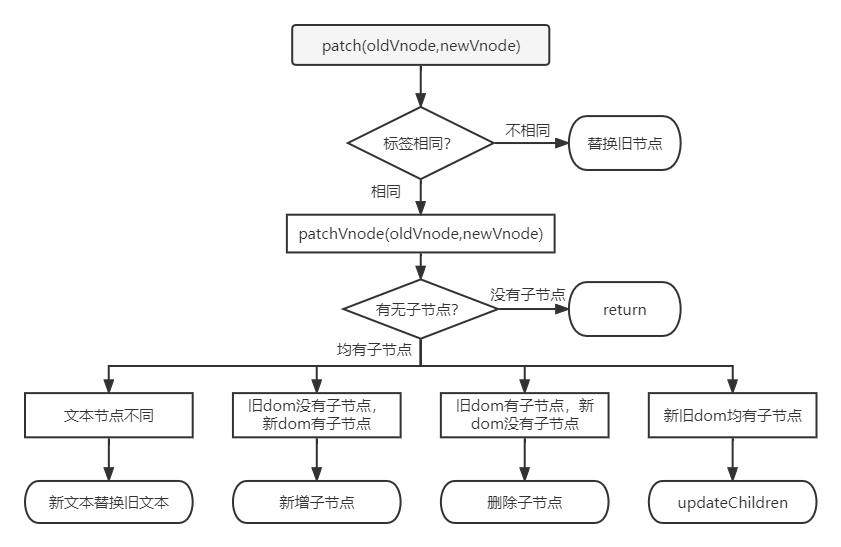 patch(oldVnode,newVnode)
标签相同?
不相同
替换旧节点
相同
patchVnode(oldVnode,newVnode)
有无子节点?
没有子节点
return
均有子节点
文本节点不同
旧dom没有子节点,
新dom有子节点
旧dom有子节点，新
dom没有子节点
新旧dom均有子节点
新文本替换旧文本
新增子节点
删除子节点
updateChildren